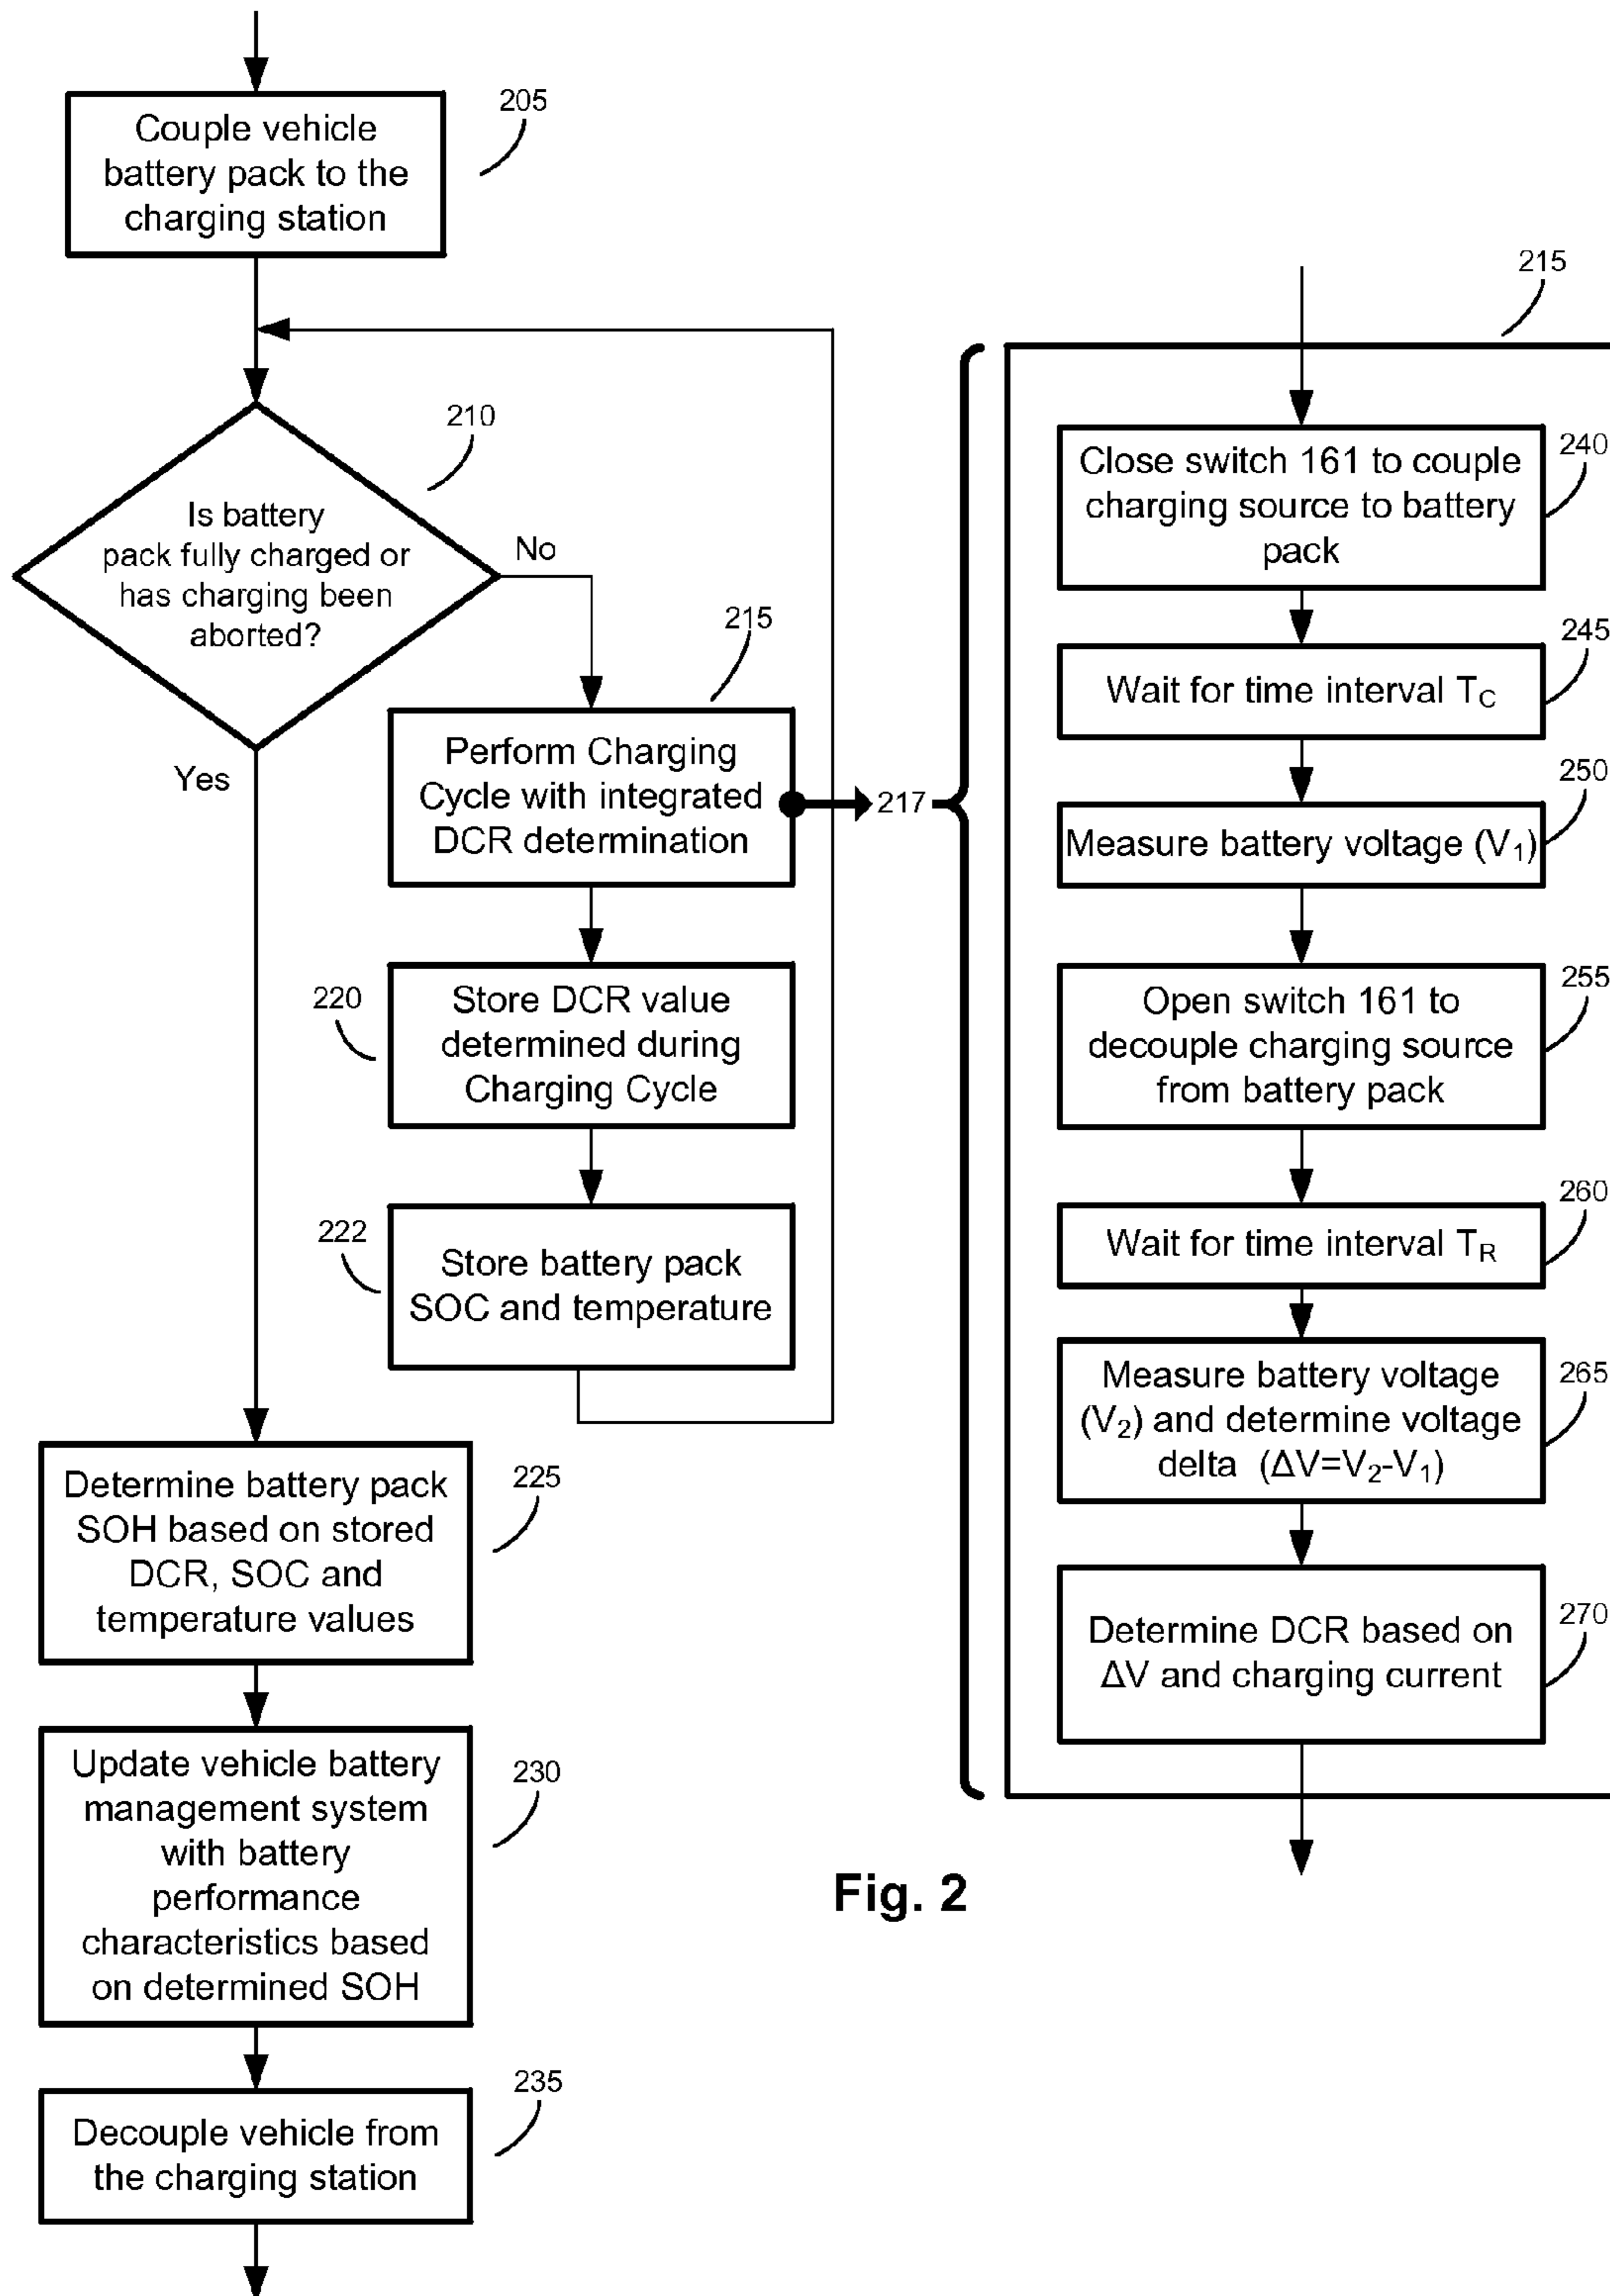 205
Couple vehicle
battery pack to the
charging station
210
Is battery
pack fully charged or
has charging been
aborted?
No
Yes
215
Perform Charging
Cycle with integrated
DCR determination
217
220
Store DCR value
determined during
Charging Cycle
222
Store battery pack
SOC and temperature
225
Determine battery pack
SOH based on stored
DCR, SOC and
temperature values
230
Update vehicle battery
management system
with battery
performance
characteristics based
on determined SOH
235
Decouple vehicle from
the charging station
215
240
Close switch 161 to couple
charging source to battery
pack
245
Wait for time interval T_C
250
Measure battery voltage (V₁)
255
Open switch 161 to
decouple charging source
from battery pack
260
Wait for time interval T_R
265
Measure battery voltage
(V₂) and determine voltage
delta (ΔV=V₂-V₁)
270
Determine DCR based on
ΔV and charging current
Fig. 2